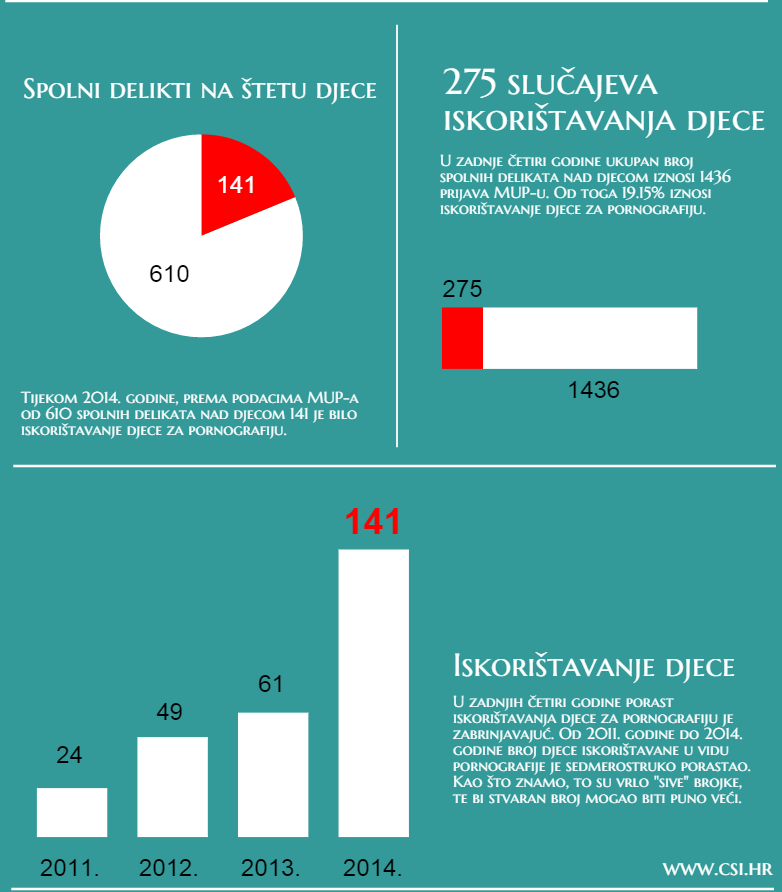 Spolni delikti na štetu djece
141
610
Tijekom 2014. godine, prema podacima MUP-a
od 610 spolnih delikata nad djecom 141 je bilo
iskorištavanje djece za pornografiju.
275 slučajeva
iskorištavanja djece
U zadnje četiri godine ukupan broj
spolnih delikata nad djecom iznosi 1436
prijava MUP-u. Od toga 19.15% iznosi
iskorištavanje djece za pornografiju.
275
1436
24
49
61
141
2011.
2012.
2013.
2014.
Iskorištavanje djece
U zadnjih četiri godine porast
iskorištavanja djece za pornografiju je
zabrinjavajuć. Od 2011. godine do 2014.
godine broj djece iskorištavane u vidu
pornografije je sedmerostruko porastao.
Kao što znamo, to su vrlo "sive" brojke,
te bi stvaran broj mogao biti puno veći.
www.csi.hr